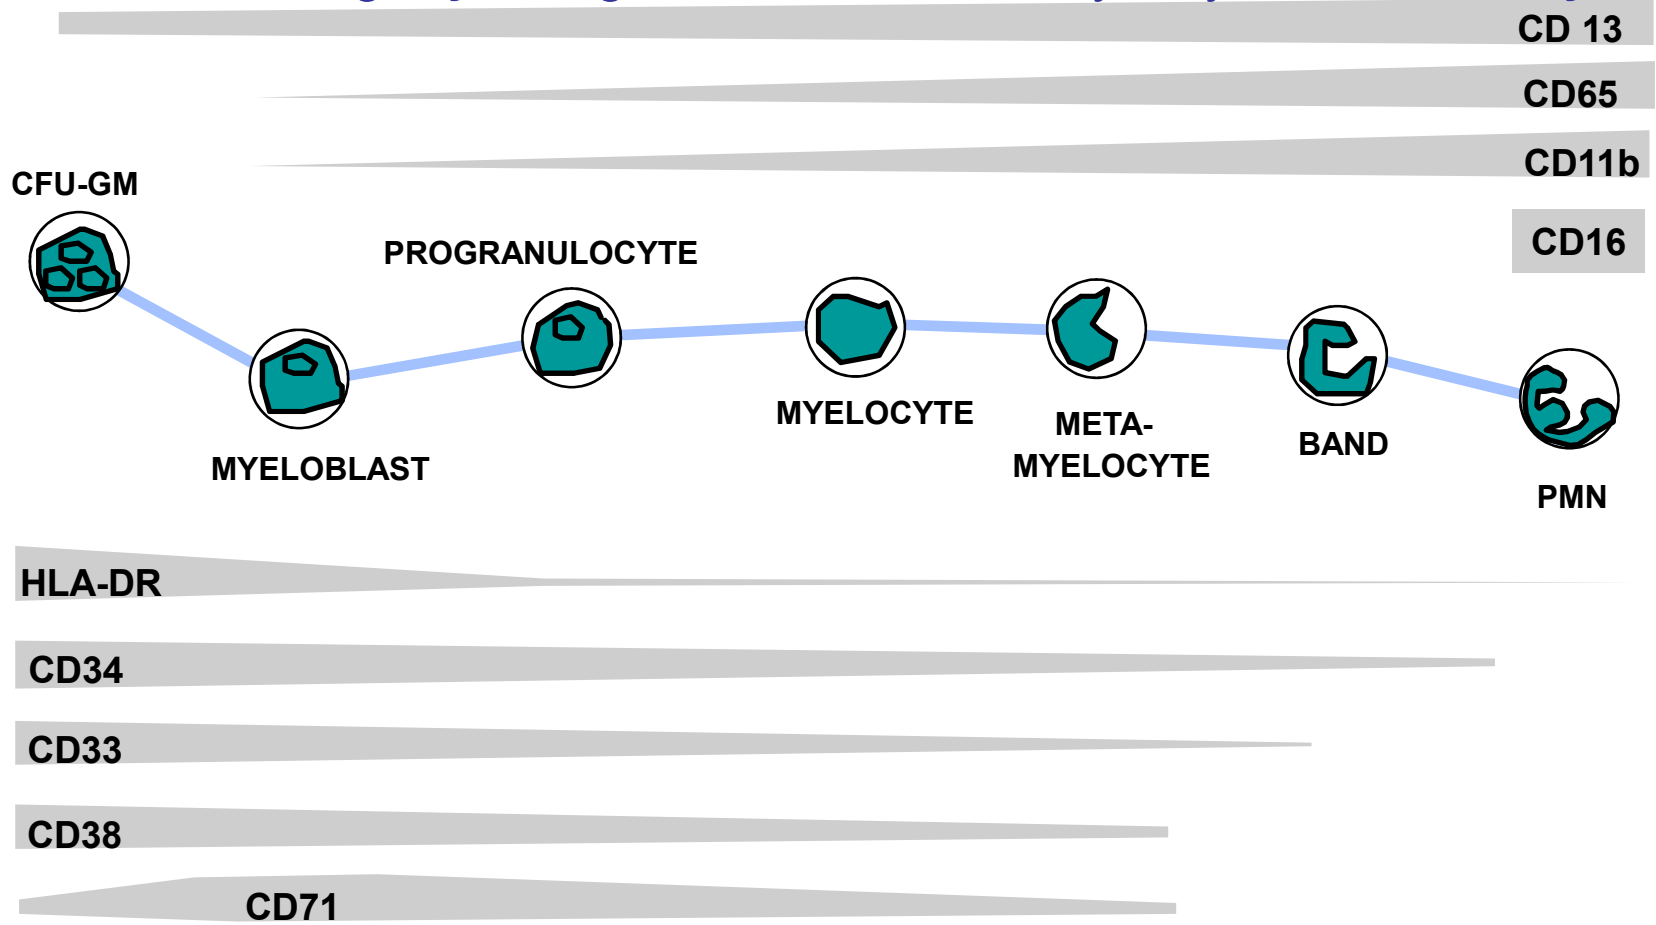 CD 13
CD65
CD11b
CFU-GM
CD16
PROGRANULOCYTE
MYELOCYTE
META-
MYELOCYTE
BAND
MYELOBLAST
PMN
HLA-DR
CD34
CD33
CD38
CD71